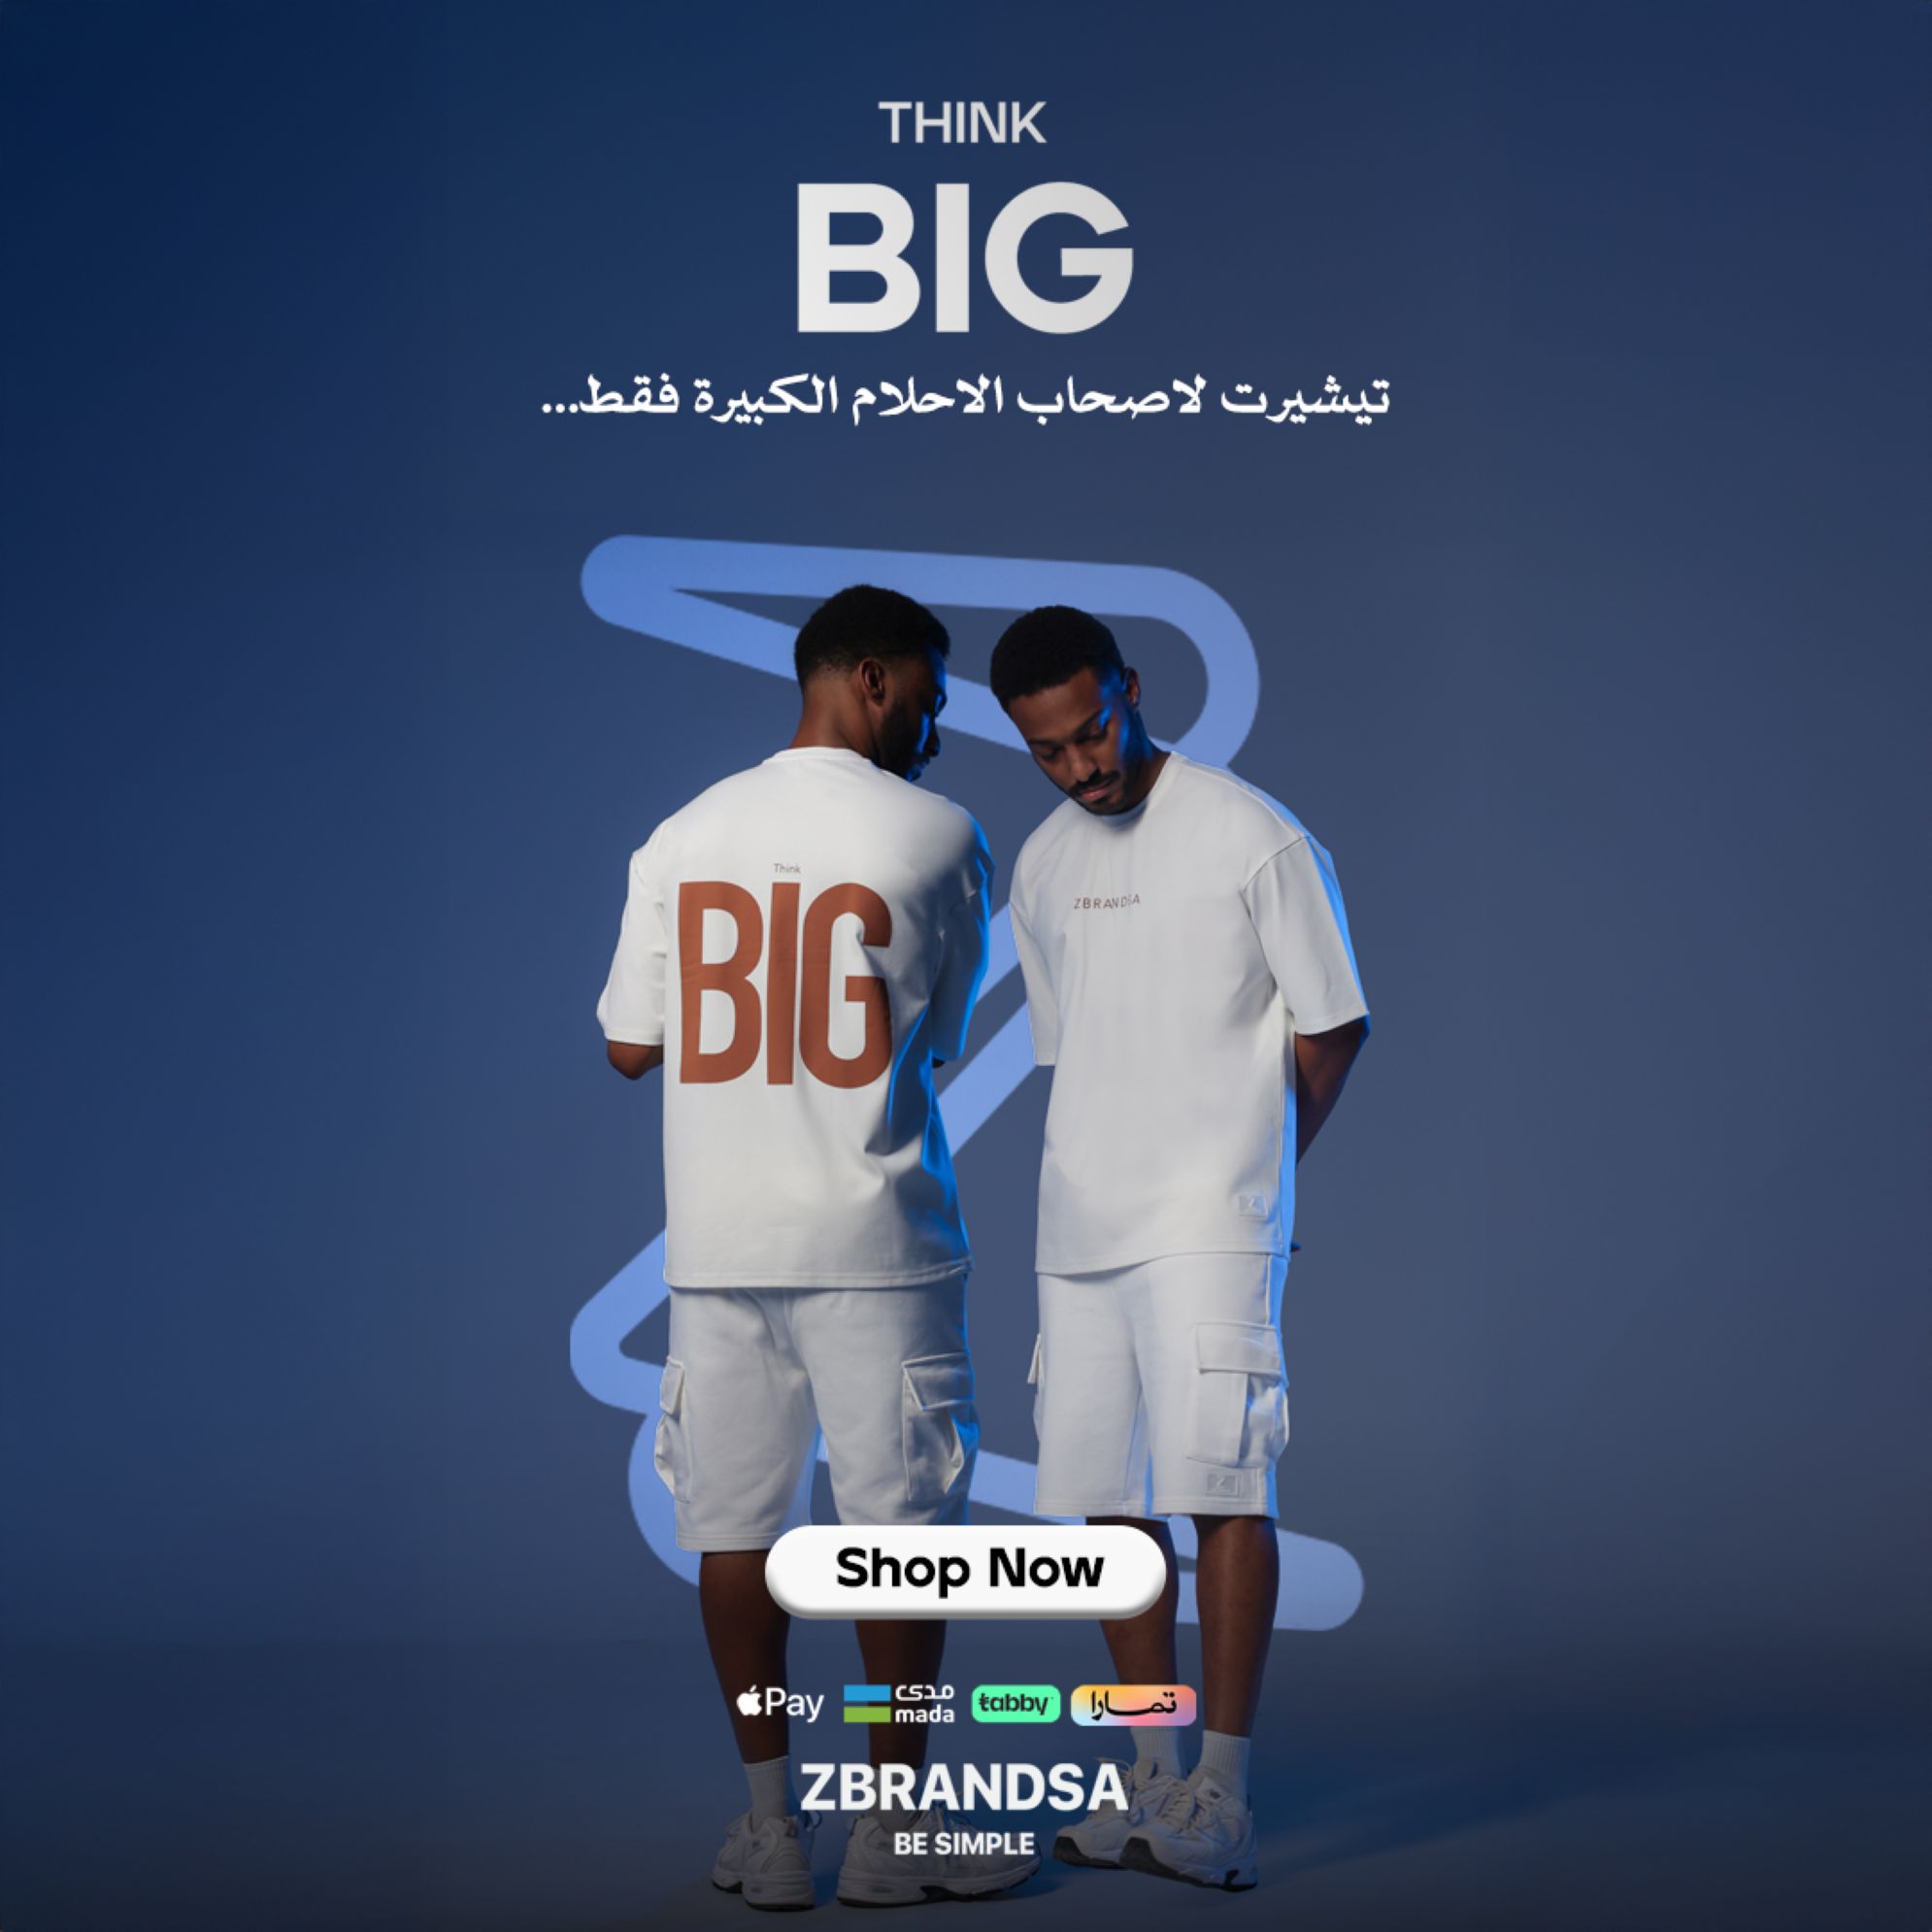 THINK
BIG
تيشيرت لاصحاب الاحلام الكبيرة فقط...
Think
BIG
ZBRANDSA
Z
Z
Shop Now
Pay
مدى
mada
tabby
تمارا
ZBRANDSA
BE SIMPLE